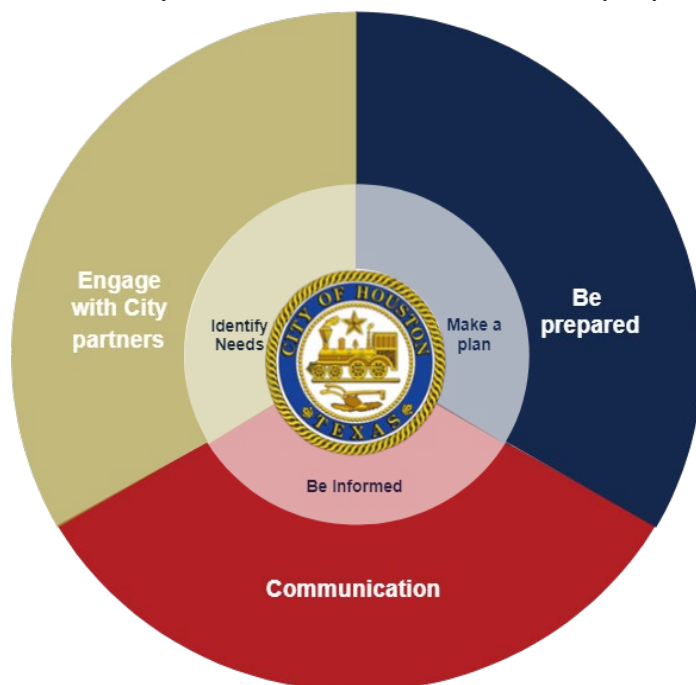 Engage
with City
partners
Identify
Needs
CITY OF HOUSTON
TEXAS
Make a
plan
Be
prepared
Be Informed
Communication